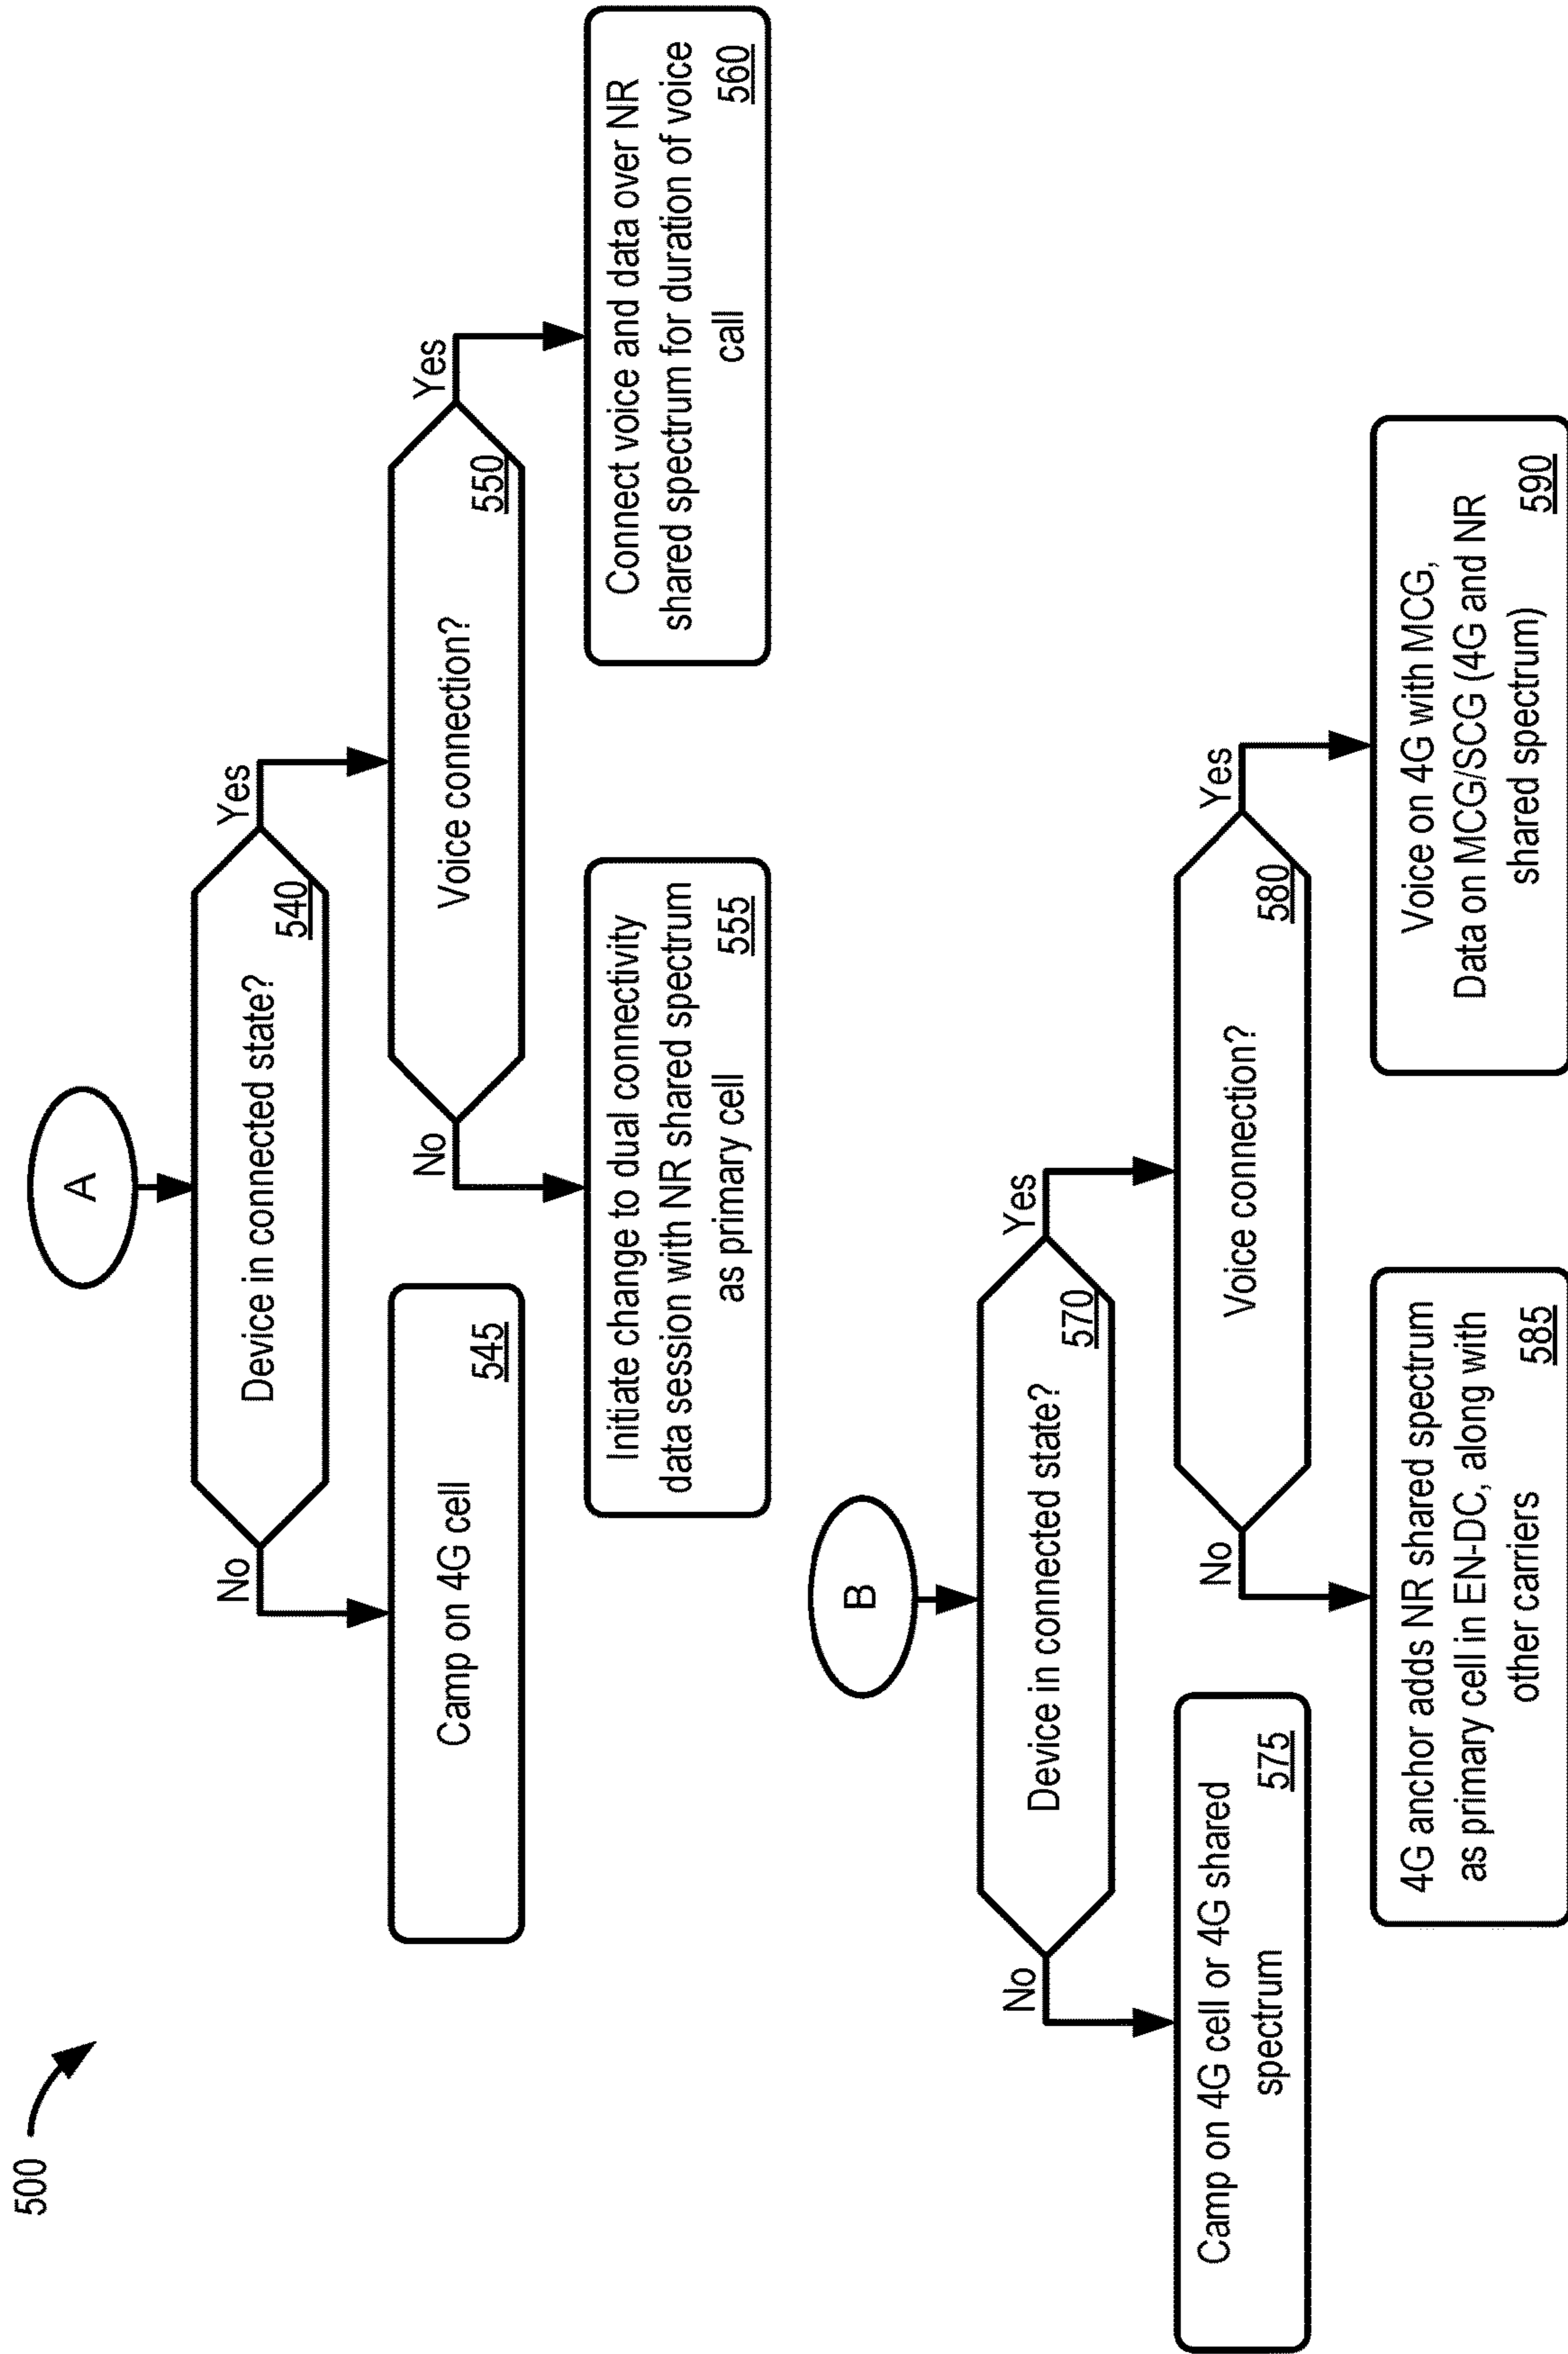 500
A
Device in connected state?
540
No
Yes
Camp on 4G cell
545
Voice connection?
550
No
Yes
Initiate change to dual connectivity
data session with NR shared spectrum
as primary cell
555
Connect voice and data over NR
shared spectrum for duration of voice
call
560
B
Device in connected state?
570
No
Yes
Camp on 4G cell or 4G shared
spectrum
575
Voice connection?
580
No
Yes
4G anchor adds NR shared spectrum
as primary cell in EN-DC, along with
other carriers
585
Voice on 4G with MCG,
Data on MCG/SCG (4G and NR
shared spectrum)
590